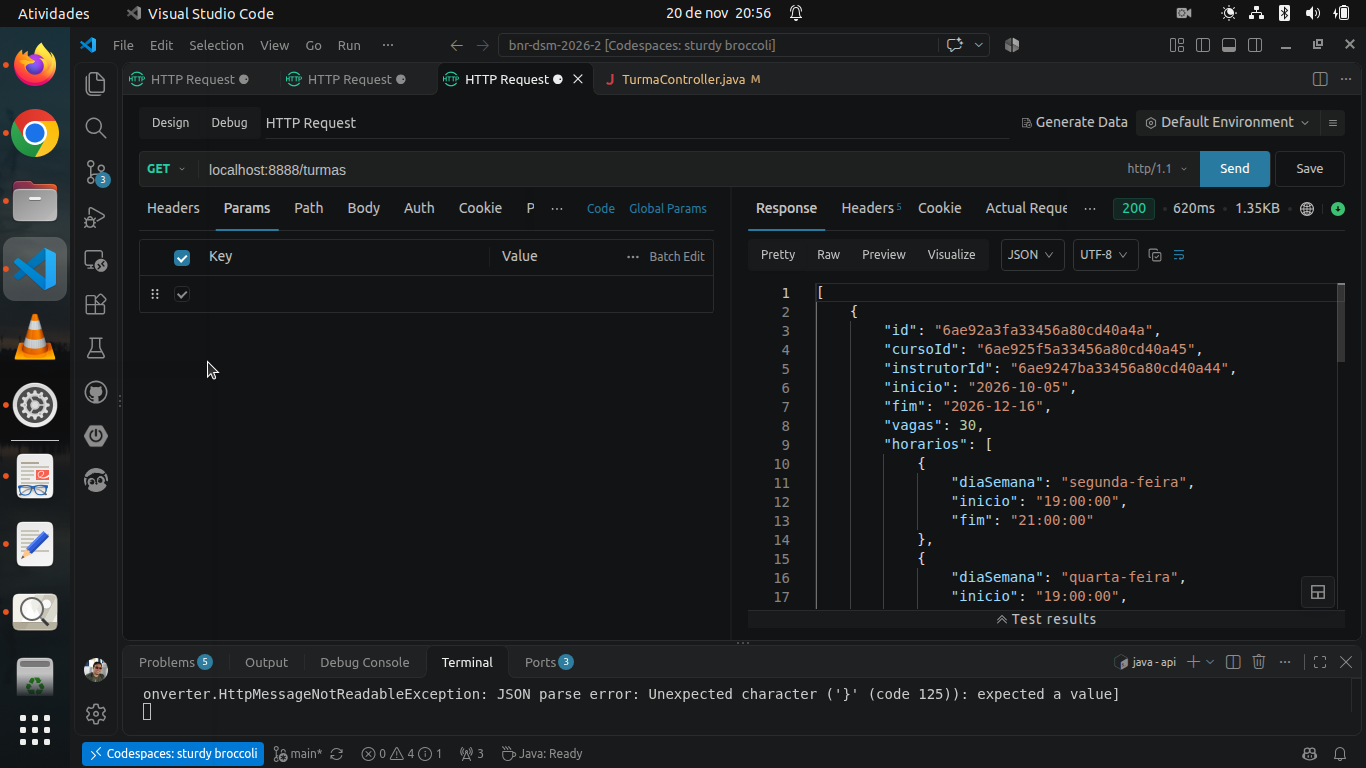 Atividades Visual Studio Code 20 de nov 20:56
File Edit Selection View Go Run ··· bnr-dsm-2026-2 [Codespaces: sturdy broccoli]
HTTP HTTP Request HTTP HTTP Request HTTP HTTP Request J TurmaController.java M
Design Debug HTTP Request Generate Data Default Environment
GET localhost:8888/turmas http/1.1 Send Save
3
Headers Params Path Body Auth Cookie P ··· Code Global Params
Response Headers 5 Cookie Actual Reque ··· 200 • 620ms • 1.35KB
Key Value ··· Batch Edit
Pretty Raw Preview Visualize JSON UTF-8
1 [
2 {
3 "id": "6ae92a3fa33456a80cd40a4a",
4 "cursoId": "6ae925f5a33456a80cd40a45",
5 "instrutorId": "6ae9247ba33456a80cd40a44",
6 "inicio": "2026-10-05",
7 "fim": "2026-12-16",
8 "vagas": 30,
9 "horarios": [
10 {
11 "diaSemana": "segunda-feira",
12 "inicio": "19:00:00",
13 "fim": "21:00:00"
14 },
15 {
16 "diaSemana": "quarta-feira",
17 "inicio": "19:00:00",
Test results
Problems 5 Output Debug Console Terminal Ports 3 java - api
onverter.HttpMessageNotReadableException: JSON parse error: Unexpected character ('}' (code 125)): expected a value]
Codespaces: sturdy broccoli main* 0 4 1 3 Java: Ready